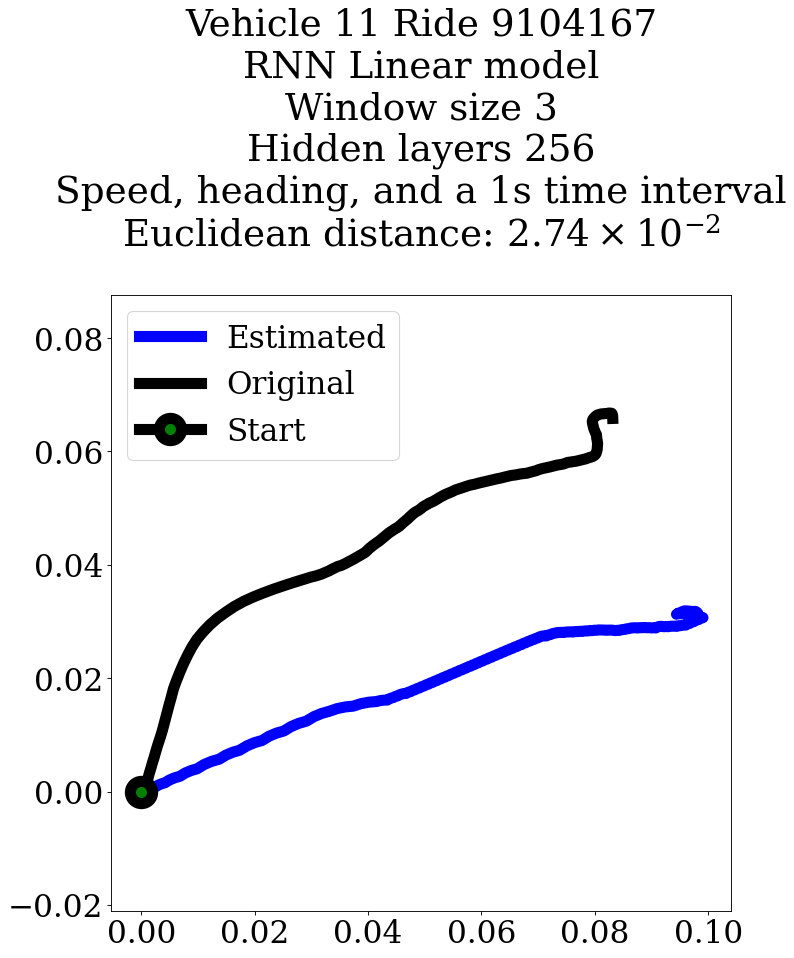 Vehicle 11 Ride 9104167
RNN Linear model
Window size 3
Hidden layers 256
Speed, heading, and a 1s time interval
Euclidean distance: 2.74 × 10⁻²
Estimated
Original
Start
0.08
0.06
0.04
0.02
0.00
−0.02
0.00 0.02 0.04 0.06 0.08 0.10